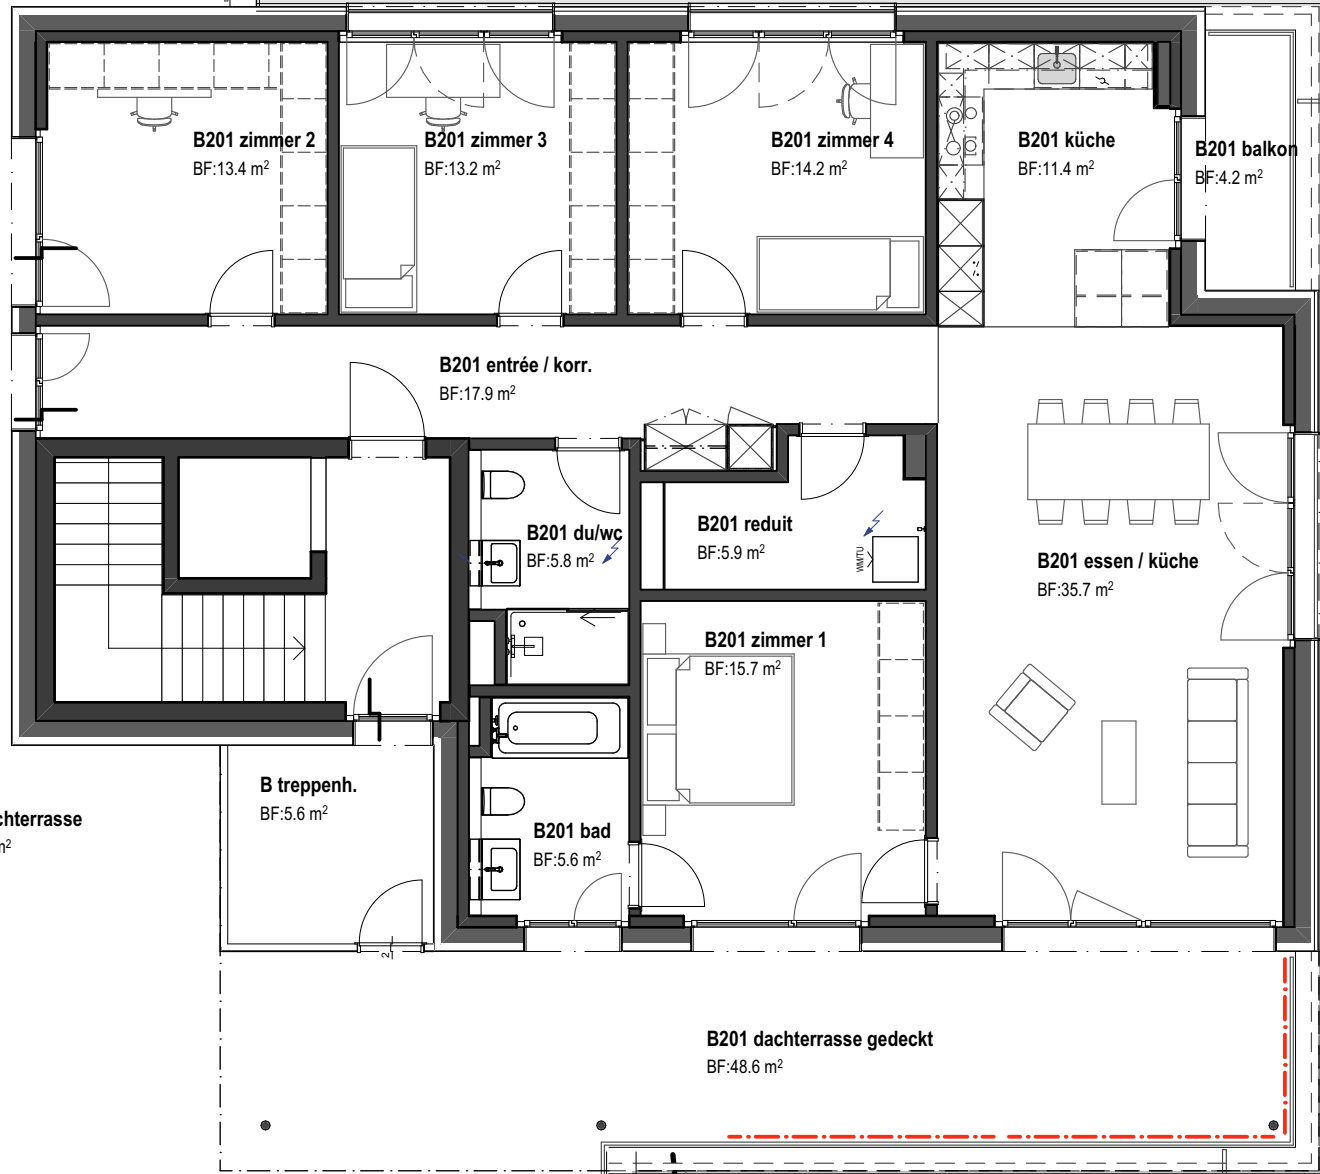 B201 zimmer 2
BF:13.4 m²
B201 zimmer 3
BF:13.2 m²
B201 zimmer 4
BF:14.2 m²
B201 küche
BF:11.4 m²
B201 balkon
BF:4.2 m²
B201 entrée / korr.
BF:17.9 m²
B201 du/wc
BF:5.8 m²
B201 reduit
BF:5.9 m²
WM/TU
B201 essen / küche
BF:35.7 m²
B201 zimmer 1
BF:15.7 m²
B treppenh.
BF:5.6 m²
chterrasse
m²
B201 bad
BF:5.6 m²
2
B201 dachterrasse gedeckt
BF:48.6 m²